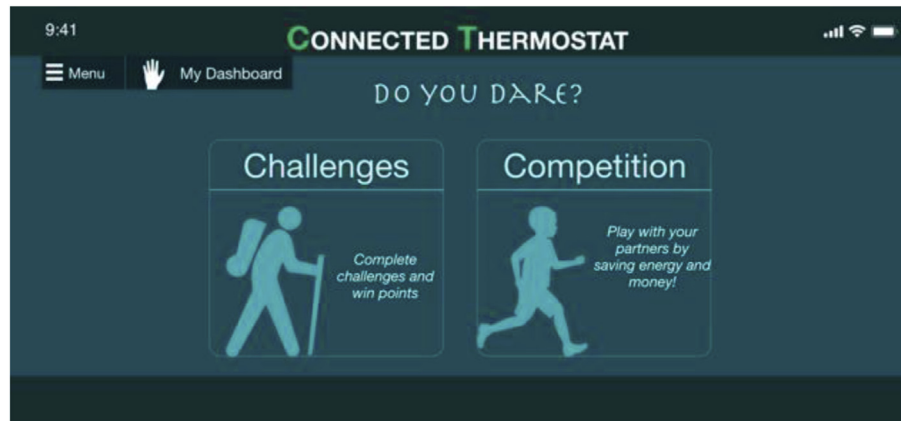 9:41
CONNECTED THERMOSTAT
Menu
My Dashboard
DO YOU DARE?
Challenges
Complete
challenges and
win points
Competition
Play with your
partners by
saving energy and
money!